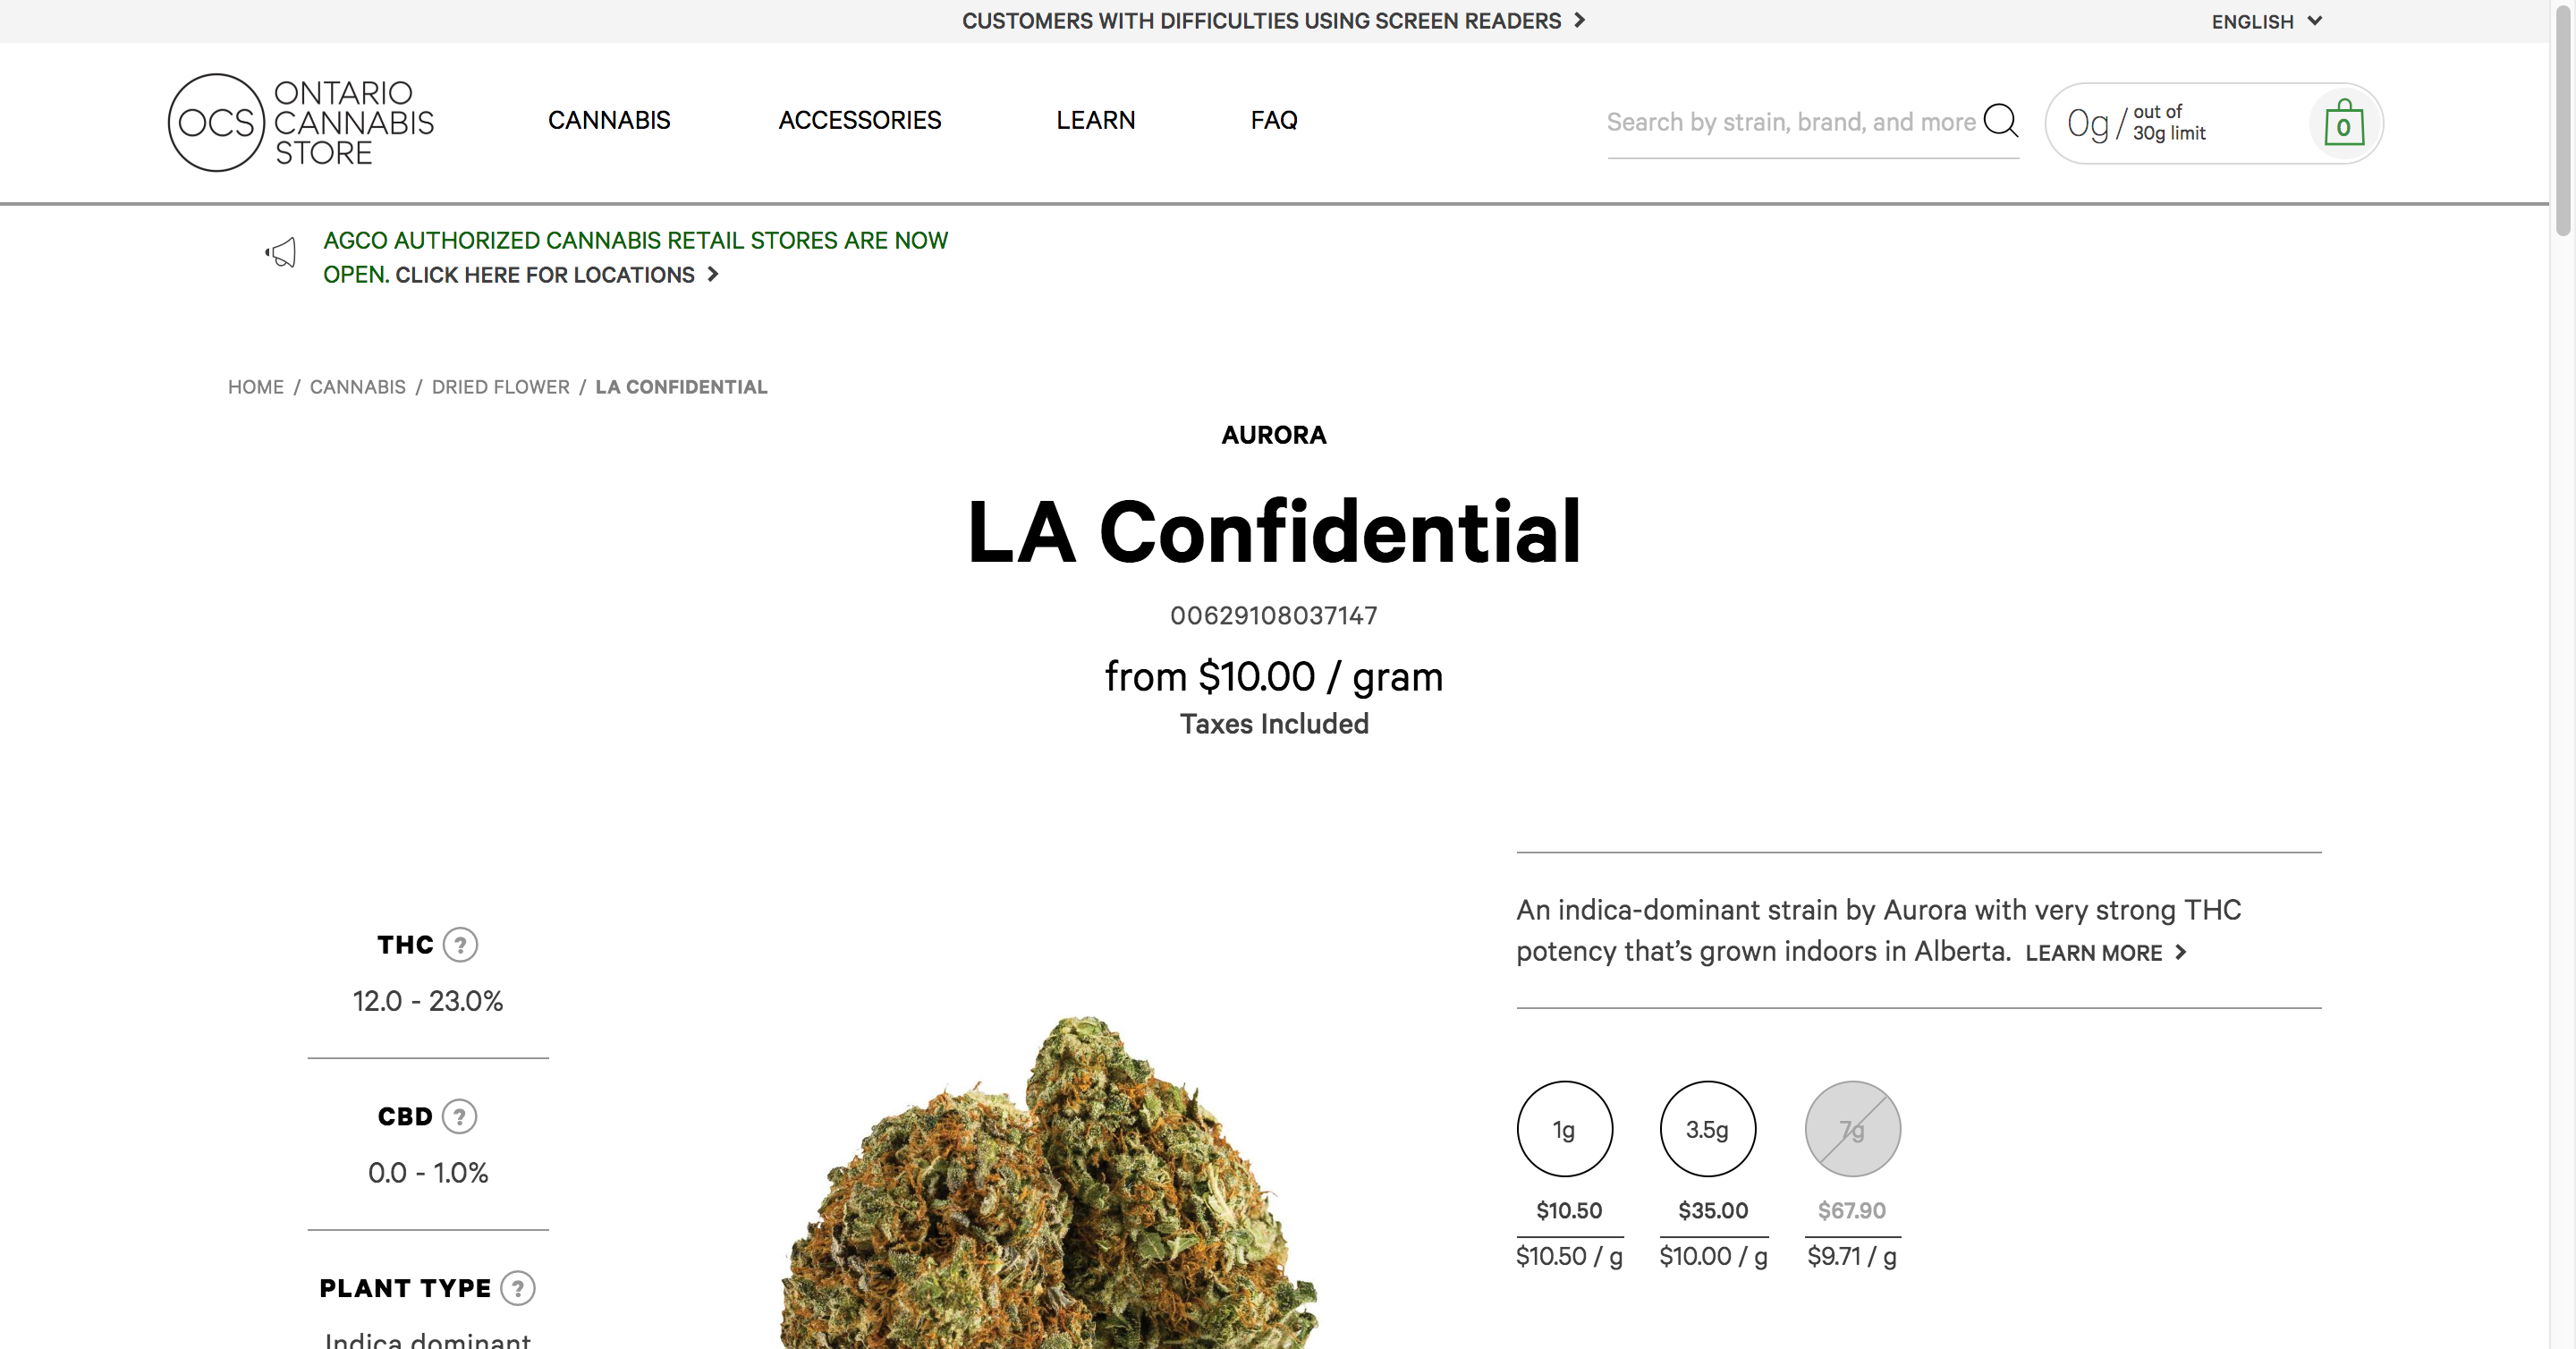 CUSTOMERS WITH DIFFICULTIES USING SCREEN READERS
ENGLISH
OCS
ONTARIO
CANNABIS
STORE
CANNABIS
ACCESSORIES
LEARN
FAQ
Search by strain, brand, and more
0g / out of
30g limit
0
AGCO AUTHORIZED CANNABIS RETAIL STORES ARE NOW
OPEN. CLICK HERE FOR LOCATIONS
HOME / CANNABIS / DRIED FLOWER / LA CONFIDENTIAL
AURORA
LA Confidential
00629108037147
from $10.00 / gram
Taxes Included
THC ?
12.0 - 23.0%
CBD ?
0.0 - 1.0%
PLANT TYPE ?
Indica dominant
An indica-dominant strain by Aurora with very strong THC
potency that’s grown indoors in Alberta. LEARN MORE
1g
3.5g
7g
$10.50
$35.00
$67.90
$10.50 / g
$10.00 / g
$9.71 / g